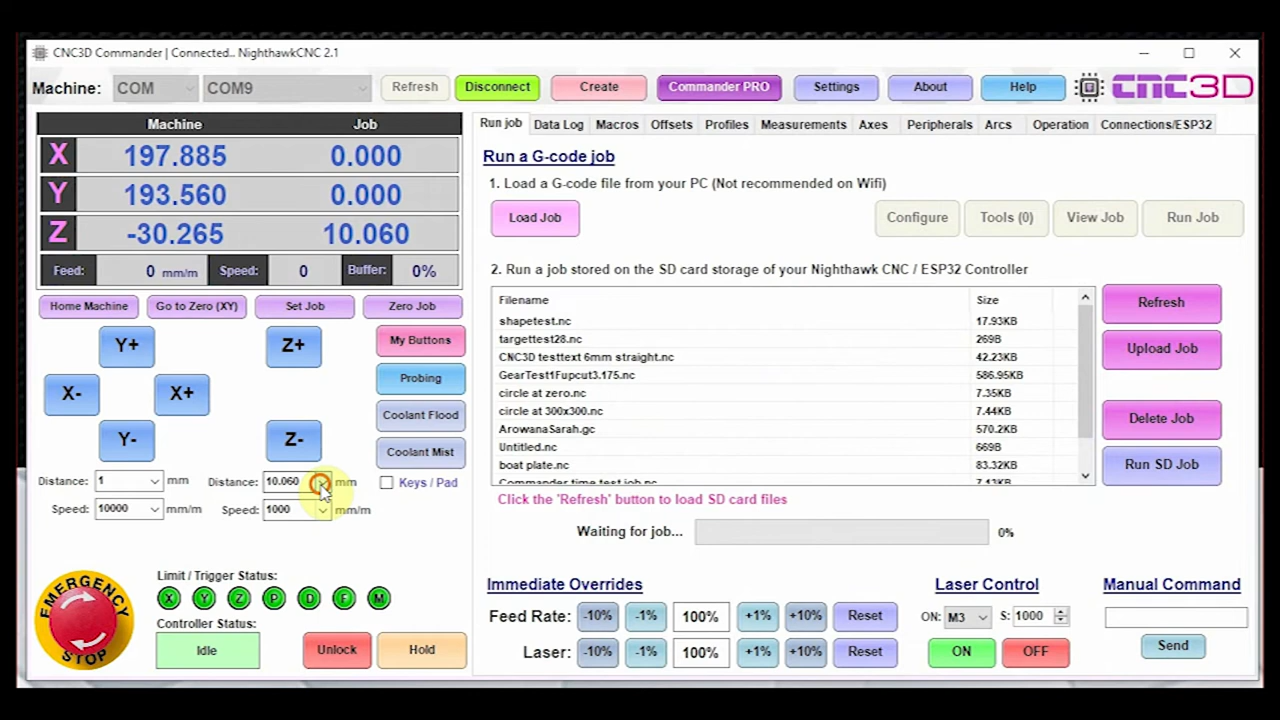 CNC3D Commander | Connected.. NighthawkCNC 2.1
Machine: COM COM9 Refresh Disconnect Create Commander PRO Settings About Help CNC3D
Machine Job
X 197.885 0.000
Y 193.560 0.000
Z -30.265 10.060
Feed: 0 mm/m Speed: 0 Buffer: 0%
Home Machine Go to Zero (XY) Set Job Zero Job
Y+ Z+ My Buttons
X- X+ Probing
Coolant Flood
Y- Z- Coolant Mist
Distance: 1 mm Distance: 10.060 mm Keys / Pad
Speed: 10000 mm/m Speed: 1000 mm/m
Limit / Trigger Status:
X Y Z P D F M
Controller Status:
EMERGENCY STOP
Idle Unlock Hold
Run job Data Log Macros Offsets Profiles Measurements Axes Peripherals Arcs Operation Connections/ESP32
Run a G-code job
1. Load a G-code file from your PC (Not recommended on Wifi)
Load Job Configure Tools (0) View Job Run Job
2. Run a job stored on the SD card storage of your Nighthawk CNC / ESP32 Controller
Filename Size
shapetest.nc 17.93KB
targettest28.nc 269B
CNC3D testtext 6mm straight.nc 42.23KB
GearTest1Fupcut3.175.nc 586.95KB
circle at zero.nc 7.35KB
circle at 300x300.nc 7.44KB
ArowanaSarah.gc 570.2KB
Untitled.nc 669B
boat plate.nc 83.32KB
Commander time job.nc 7.13KB
Refresh
Upload Job
Delete Job
Run SD Job
Click the 'Refresh' button to load SD card files
Waiting for job... 0%
Immediate Overrides Laser Control Manual Command
Feed Rate: -10% -1% 100% +1% +10% Reset ON: M3 S: 1000
Laser: -10% -1% 100% +1% +10% Reset ON OFF Send